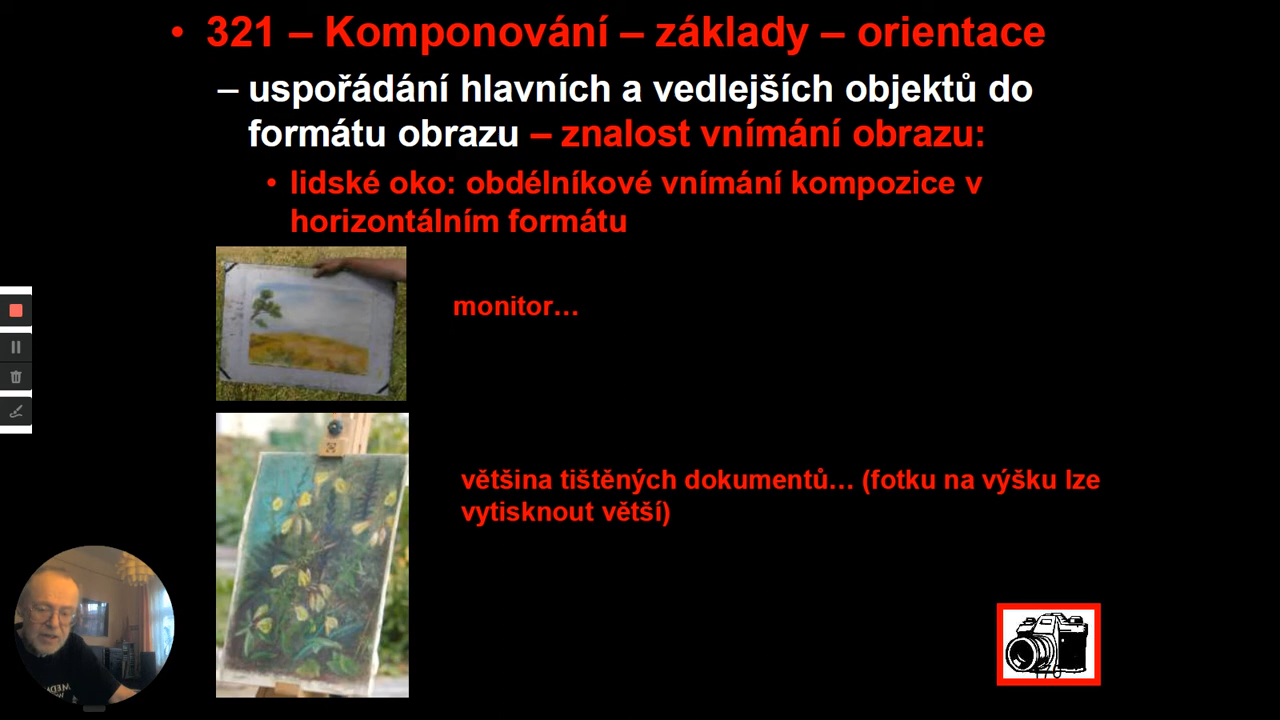 321 – Komponování – základy – orientace
– uspořádání hlavních a vedlejších objektů do
formátu obrazu – znalost vnímání obrazu:
lidské oko: obdélníkové vnímání kompozice v
horizontálním formátu
monitor…
většina tištěných dokumentů… (fotku na výšku lze
vytisknout větší)